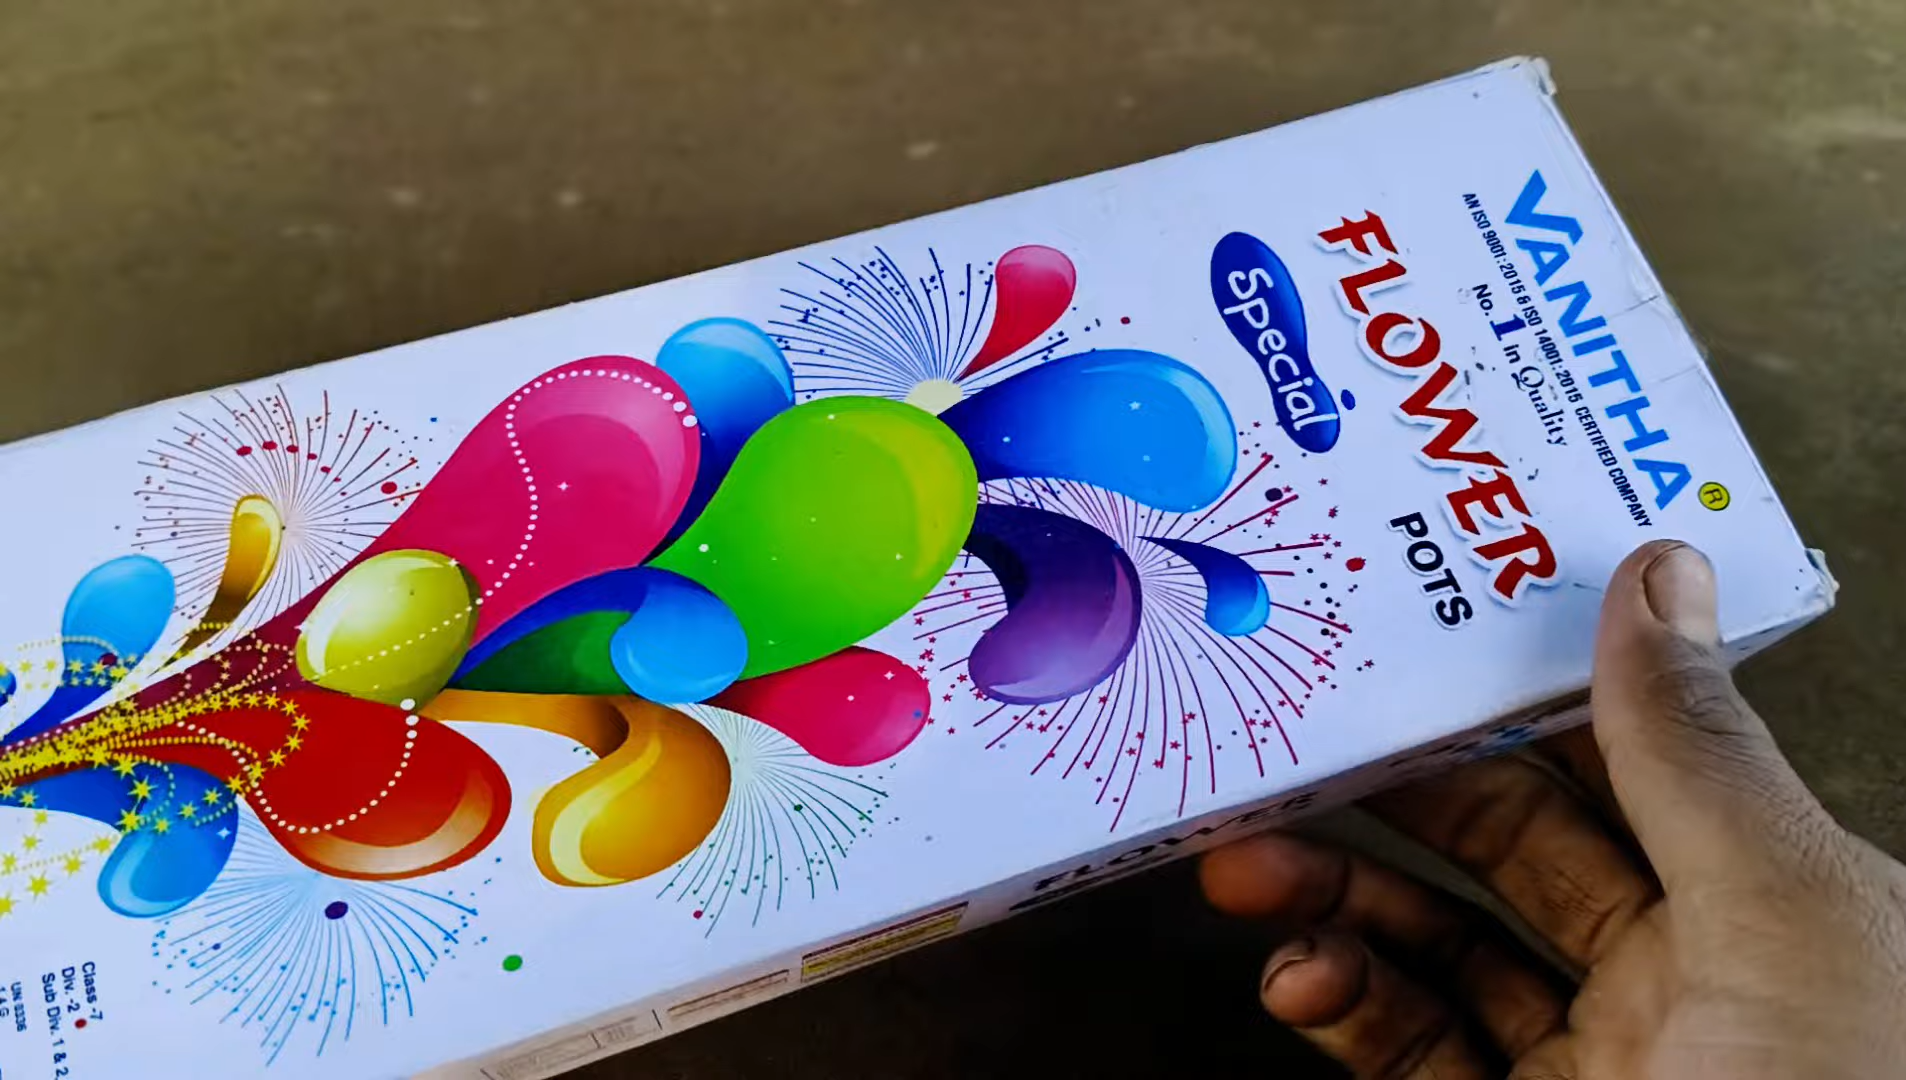 VANITHA ®
AN ISO 9001:2015 & ISO 14001:2015 CERTIFIED COMPANY
No. 1 in Quality
FLOWER
POTS
Special
FLOWER
Class -7
Div. -2
Sub Div. 1 & 2
UN 0336
1.4 G